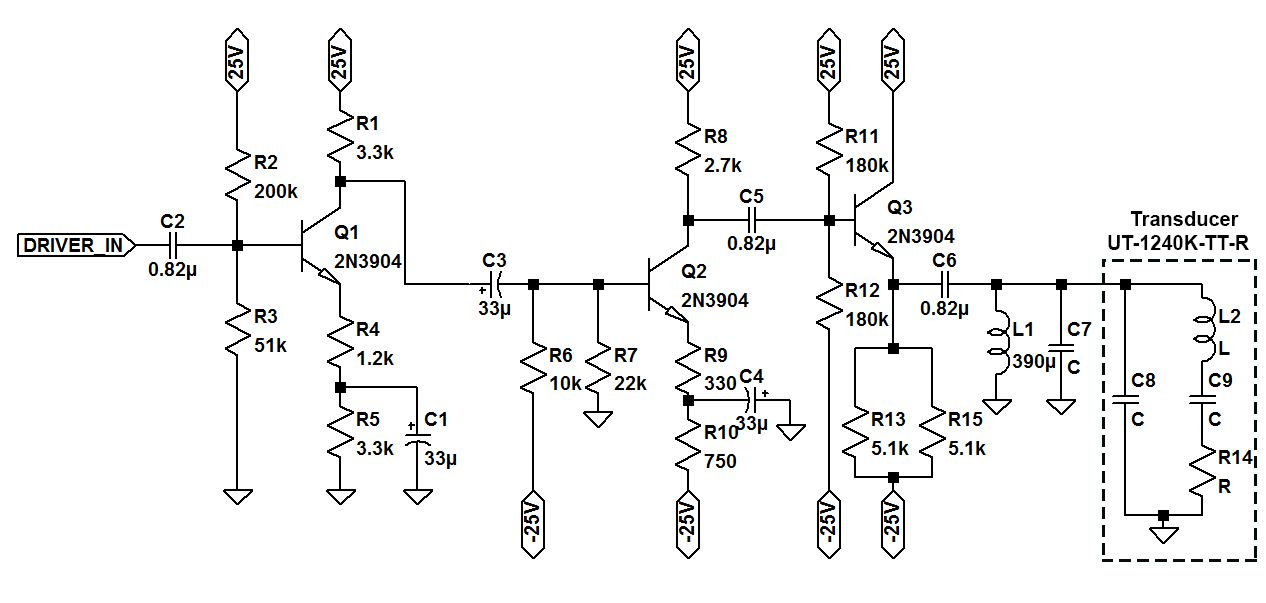 25V
25V
25V
25V
25V
R1
3.3k
R2
200k
R8
2.7k
R11
180k
C2
0.82µ
DRIVER_IN
Q1
2N3904
C5
0.82µ
Q3
2N3904
Transducer
UT-1240K-TT-R
C3
33µ
Q2
2N3904
C6
0.82µ
R12
180k
R3
51k
R4
1.2k
R6
10k
R7
22k
R9
330
C4
33µ
L1
390µ
C7
C
L2
L
C8
C
C9
C
R5
3.3k
C1
33µ
R10
750
R13
5.1k
R15
5.1k
R14
R
-25V
-25V
-25V
-25V